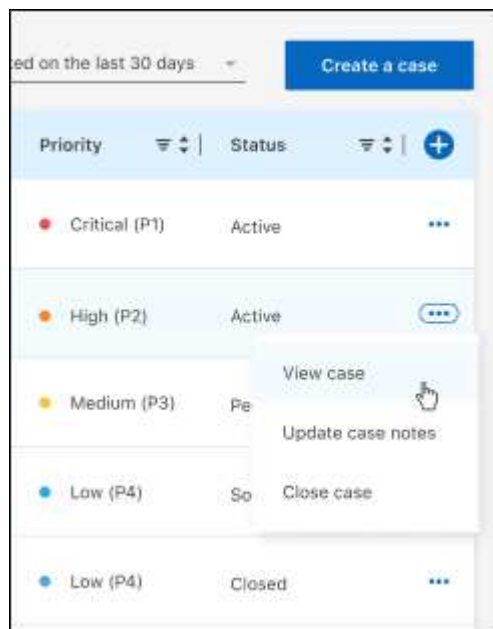 ed on the last 30 days
Create a case
Priority Status
Critical (P1) Active
High (P2) Active
View case
Medium (P3) Pe
Update case notes
Low (P4) So
Close case
Low (P4) Closed